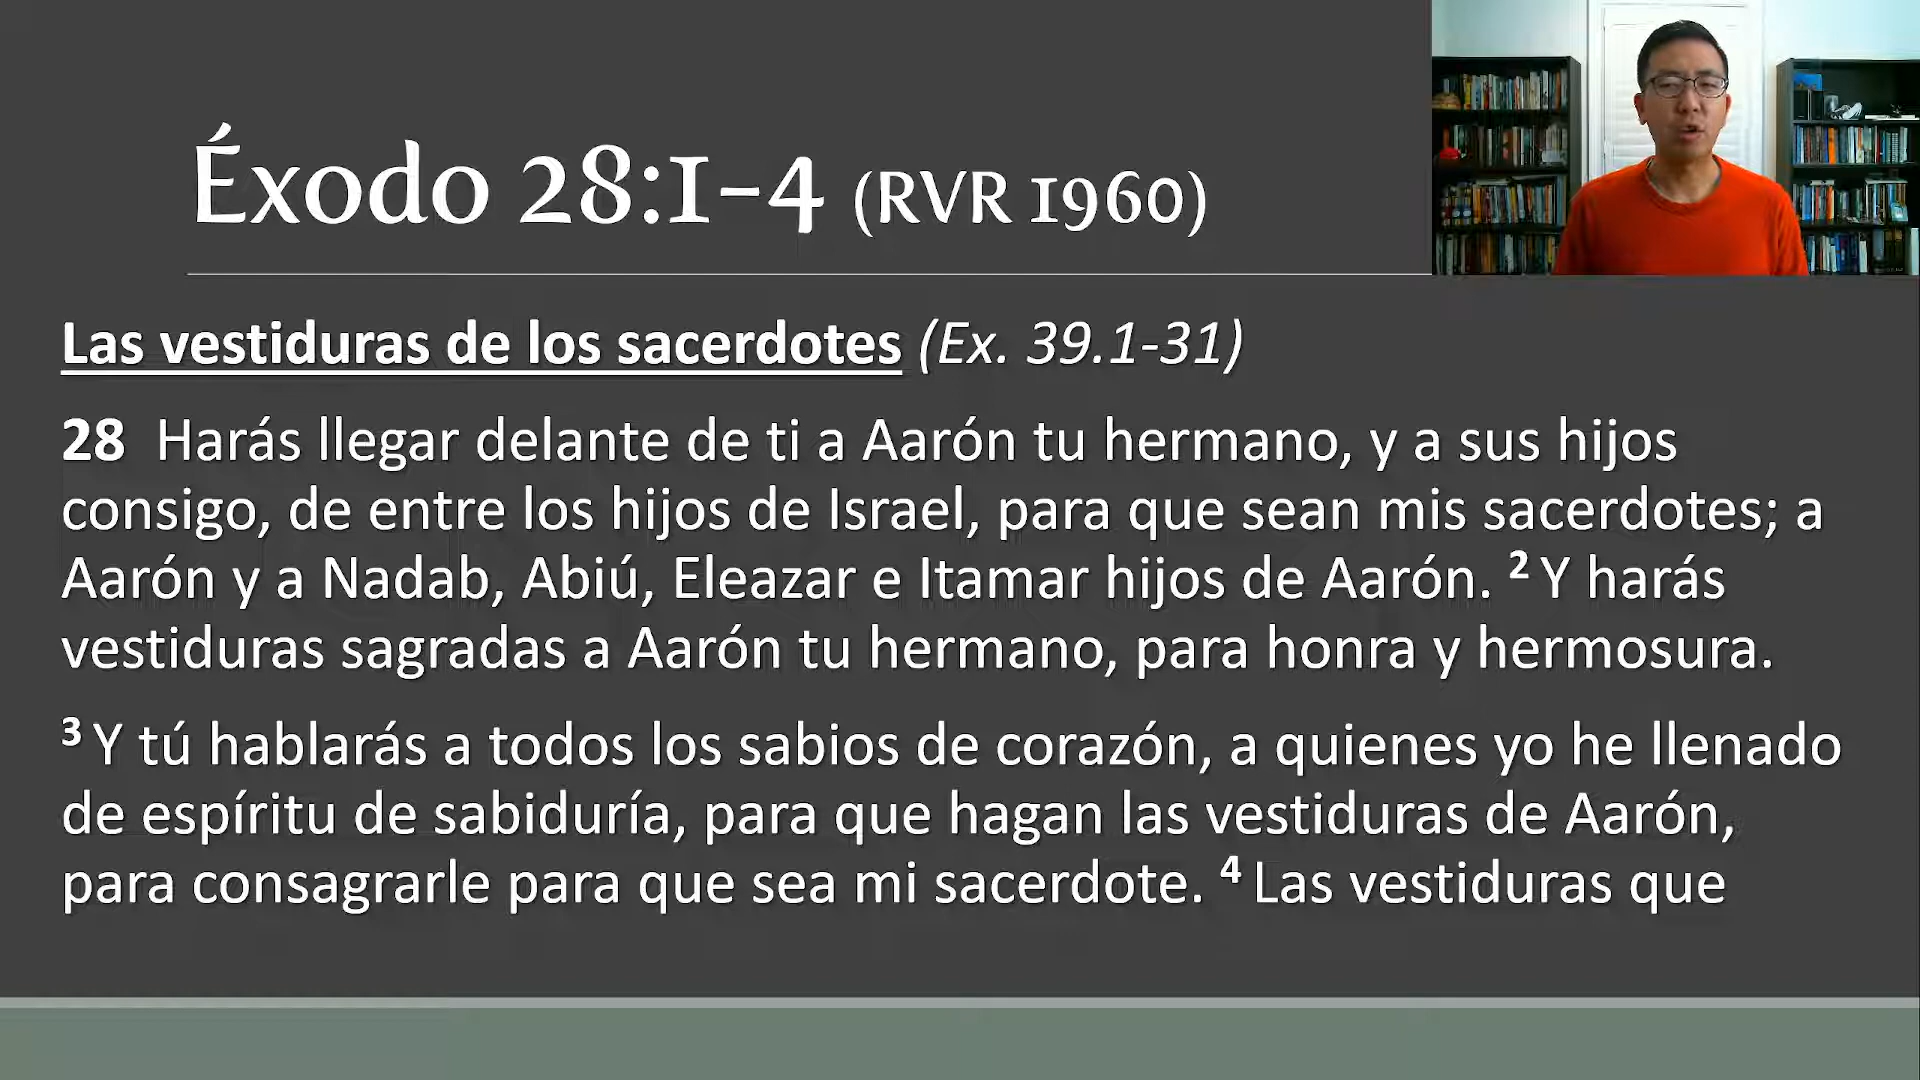 Éxodo 28:1-4 (RVR 1960)
Las vestiduras de los sacerdotes (Ex. 39.1-31)
28 Harás llegar delante de ti a Aarón tu hermano, y a sus hijos
consigo, de entre los hijos de Israel, para que sean mis sacerdotes; a
Aarón y a Nadab, Abiú, Eleazar e Itamar hijos de Aarón. 2 Y harás
vestiduras sagradas a Aarón tu hermano, para honra y hermosura.
3 Y tú hablarás a todos los sabios de corazón, a quienes yo he llenado
de espíritu de sabiduría, para que hagan las vestiduras de Aarón,
para consagrarle para que sea mi sacerdote. 4 Las vestiduras que